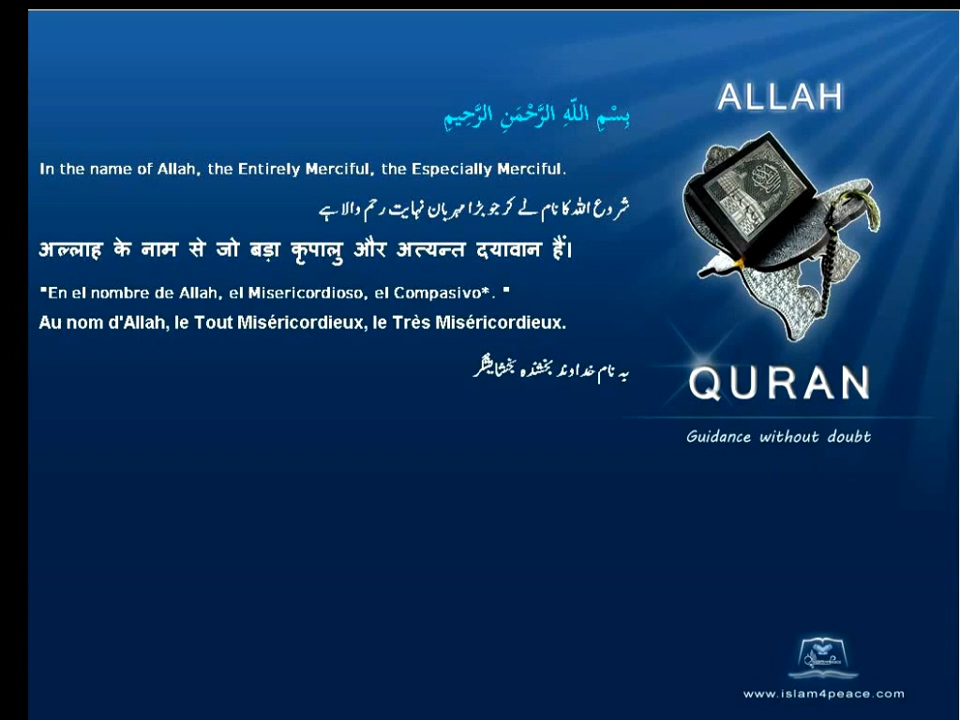 بِسْمِ اللّهِ الرَّحْمَنِ الرَّحِيمِ
In the name of Allah, the Entirely Merciful, the Especially Merciful.
شروع اللہ کا نام لے کر جو بڑا مہربان نہایت رحم والا ہے
अल्लाह के नाम से जो बड़ा कृपालु और अत्यन्त दयावान हैं।
"En el nombre de Allah, el Misericordioso, el Compasivo*. "
Au nom d'Allah, le Tout Miséricordieux, le Très Miséricordieux.
به نام خداوند بخشنده بخشایشگر
ALLAH
QURAN
Guidance without doubt
www.islam4peace.com